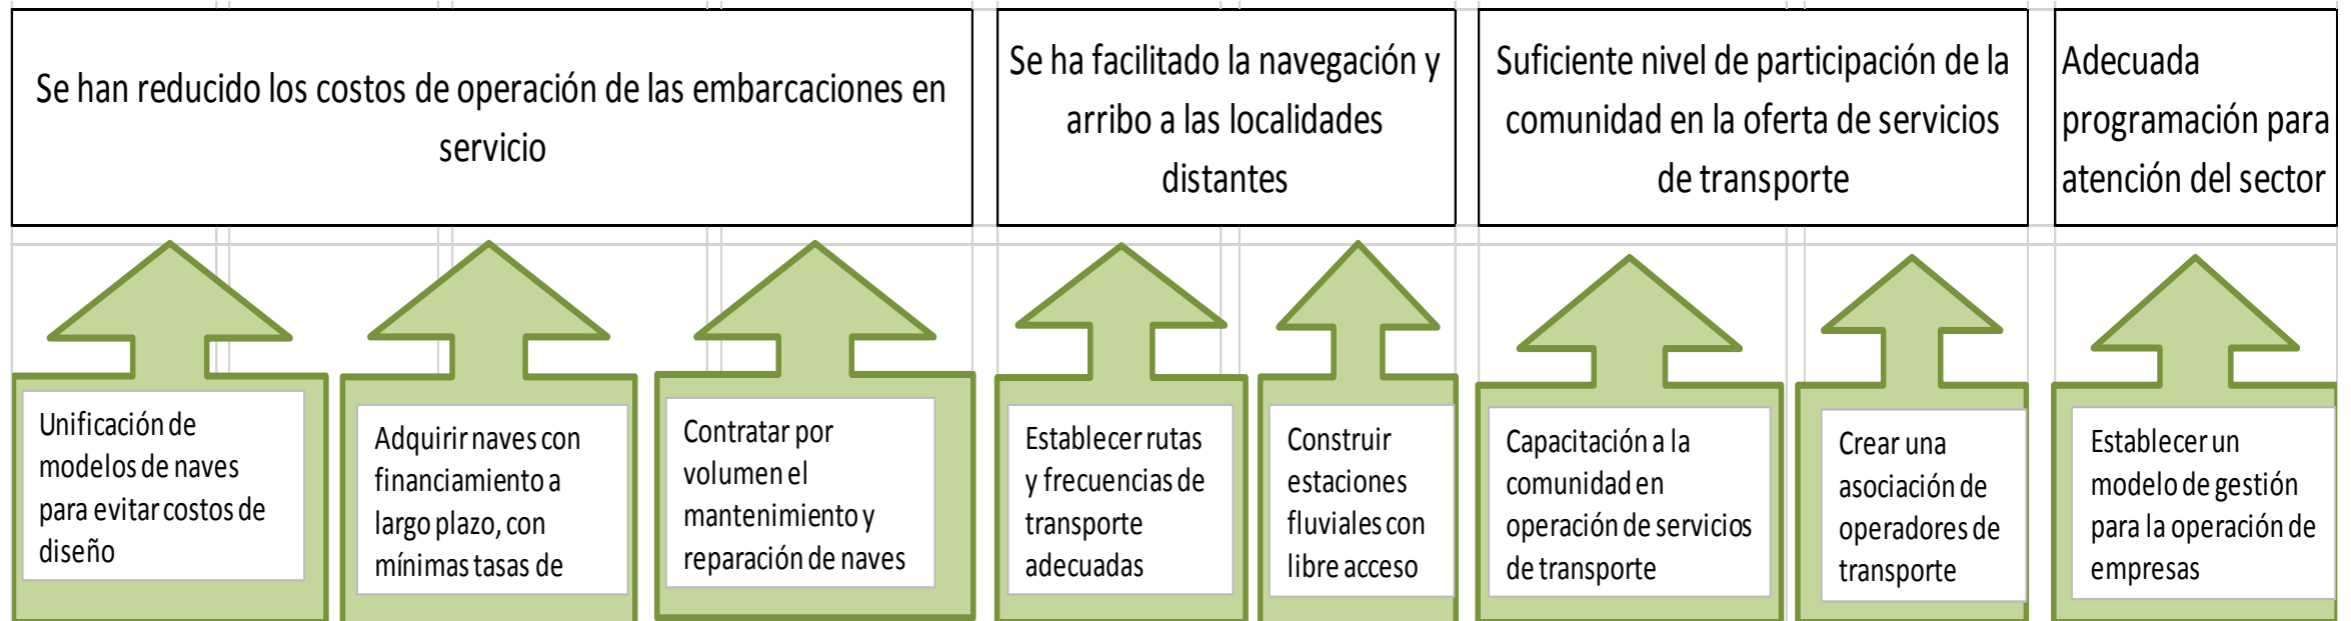 Se han reducido los costos de operación de las embarcaciones en
servicio
Se ha facilitado la navegación y
arribo a las localidades
distantes
Suficiente nivel de participación de la
comunidad en la oferta de servicios
de transporte
Adecuada
programación para
atención del sector
Unificación de
modelos de naves
para evitar costos de
diseño
Adquirir naves con
financiamiento a
largo plazo, con
mínimas tasas de
Contratar por
volumen el
mantenimiento y
reparación de naves
Establecer rutas
y frecuencias de
transporte
adecuadas
Construir
estaciones
fluviales con
libre acceso
Capacitación a la
comunidad en
operación de servicios
de transporte
Crear una
asociación de
operadores de
transporte
Establecer un
modelo de gestión
para la operación de
empresas